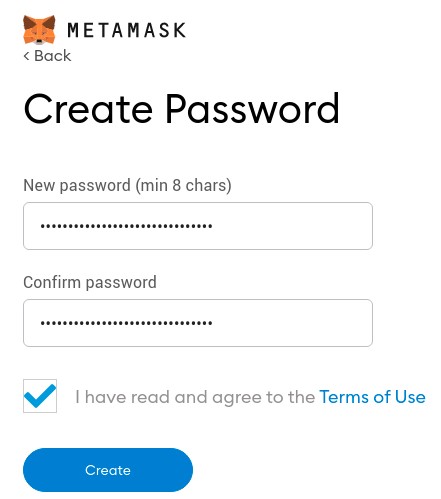 METAMASK
< Back
Create Password
New password (min 8 chars)
•••••••••••••••••••••••••••••••
Confirm password
•••••••••••••••••••••••••••••••
I have read and agree to the Terms of Use
Create